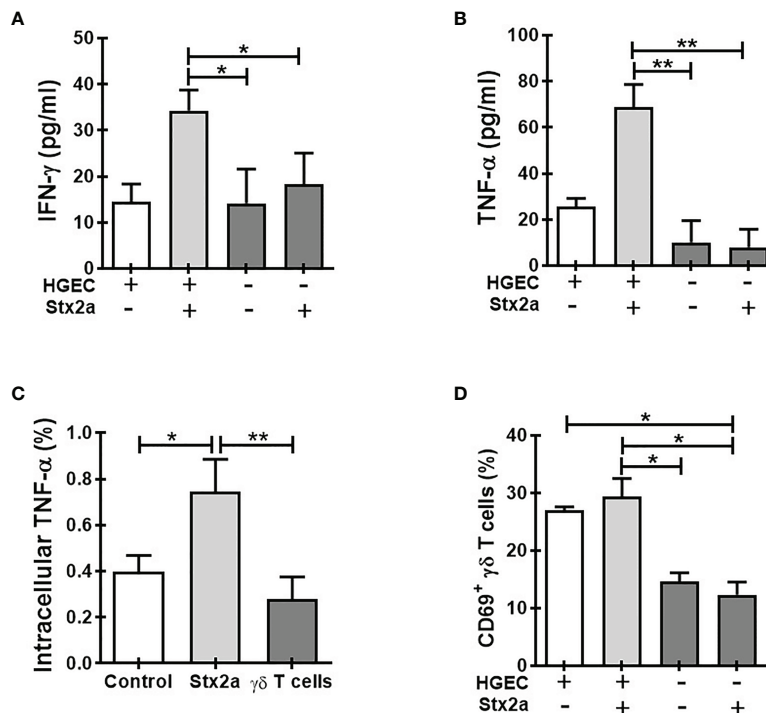 A
IFN-γ (pg/ml)
50
40
30
20
10
0
*
*
HGEC + + - -
Stx2a - + - +
B
TNF-α (pg/ml)
100
80
60
40
20
0
**
**
HGEC + + - -
Stx2a - + - +
C
Intracellular TNF-α (%)
1.0
0.8
0.6
0.4
0.2
0.0
* **
Control Stx2a γδ T cells
D
CD69⁺ γδ T cells (%)
40
30
20
10
0
*
*
*
HGEC + + - -
Stx2a - + - +